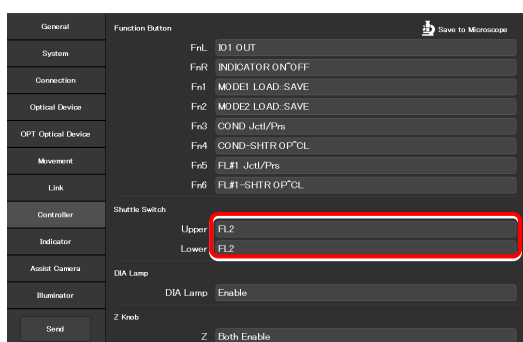 General
System
Connection
Optical Device
OPT Optical Device
Movement
Link
Controller
Indicator
Assist Camera
Illuminator
Send
Function Button
Save to Microscope
FnL IO1 OUT
FnR INDICATOR ON^OFF
Fn1 MODE1 LOAD::SAVE
Fn2 MODE2 LOAD::SAVE
Fn3 COND Jctl/Prs
Fn4 COND-SHTR OP^CL
Fn5 FL#1 Jctl/Prs
Fn6 FL#1-SHTR OP^CL
Shuttle Switch
Upper FL2
Lower FL2
DIA Lamp
DIA Lamp Enable
Z Knob
Z Both Enable